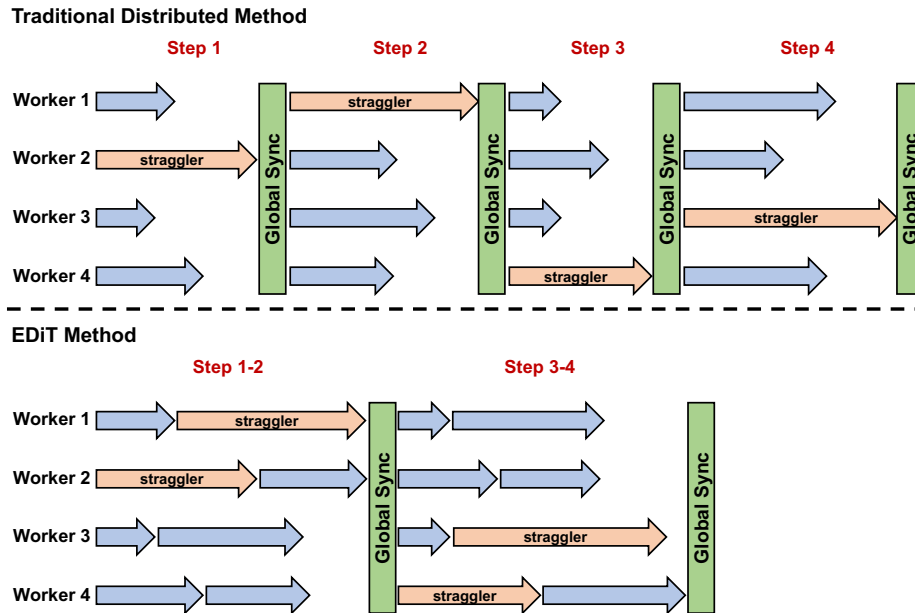 Traditional Distributed Method
Step 1 Step 2 Step 3 Step 4
Worker 1 straggler
Worker 2 straggler
Worker 3 straggler
Worker 4 straggler
Global Sync
Global Sync
Global Sync
Global Sync
EDiT Method
Step 1-2 Step 3-4
Worker 1 straggler
Worker 2 straggler
Worker 3 straggler
Worker 4 straggler
Global Sync
Global Sync